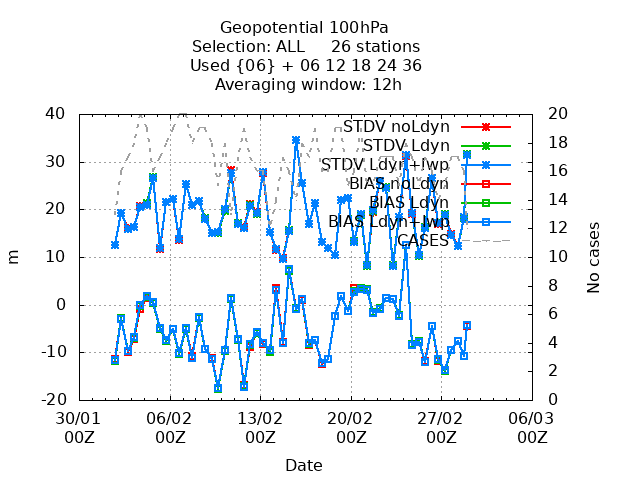 Geopotential 100hPa
Selection: ALL 26 stations
Used {06} + 06 12 18 24 36
Averaging window: 12h
40
30
20
10
0
-10
-20
m
20
18
16
14
12
10
8
6
4
2
0
No cases
STDV noLdyn
STDV Ldyn
STDV Ldyn+lwp
BIAS noLdyn
BIAS Ldyn
BIAS Ldyn+lwp
CASES
30/01 06/02 13/02 20/02 27/02 06/03
00Z 00Z 00Z 00Z 00Z 00Z
Date